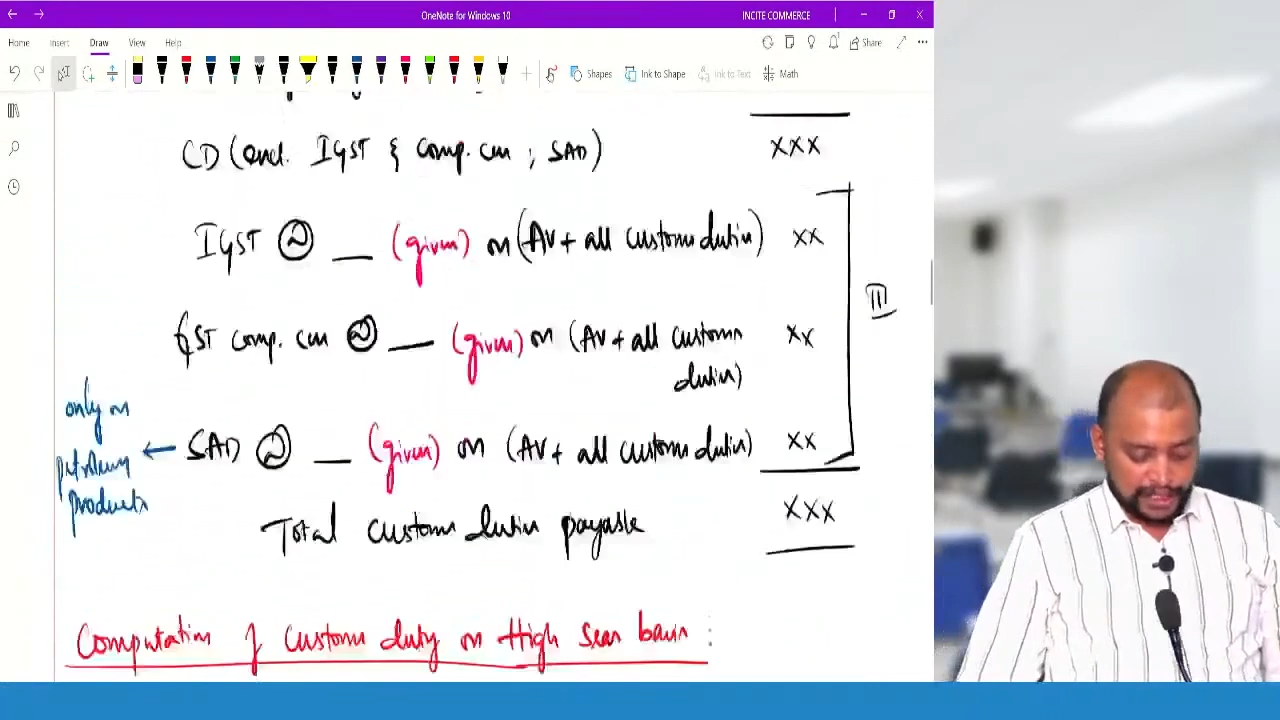 OneNote for Windows 10
INCITE COMMERCE
Home Insert Draw View Help
Share
Shapes Ink to Shape Ink to Text Math
CD (excl. IGST & comp. cess ; SAD) XXX
IGST @ __ (given) on (AV + all customs duties) XX
GST comp. cess @ __ (given) on (AV + all customs XX
duties)
III
only on
petroleum
products
← SAD @ __ (given) on (AV + all customs duties) XX
Total customs duties payable XXX
Computation of customs duty on High Seas basis :